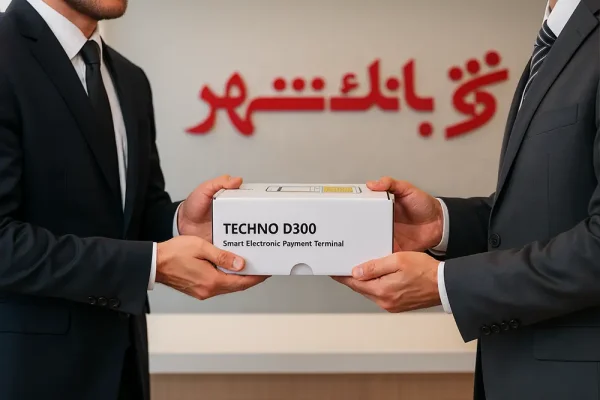 بانک شهر
TECHNO D300
Smart Electronic Payment Terminal